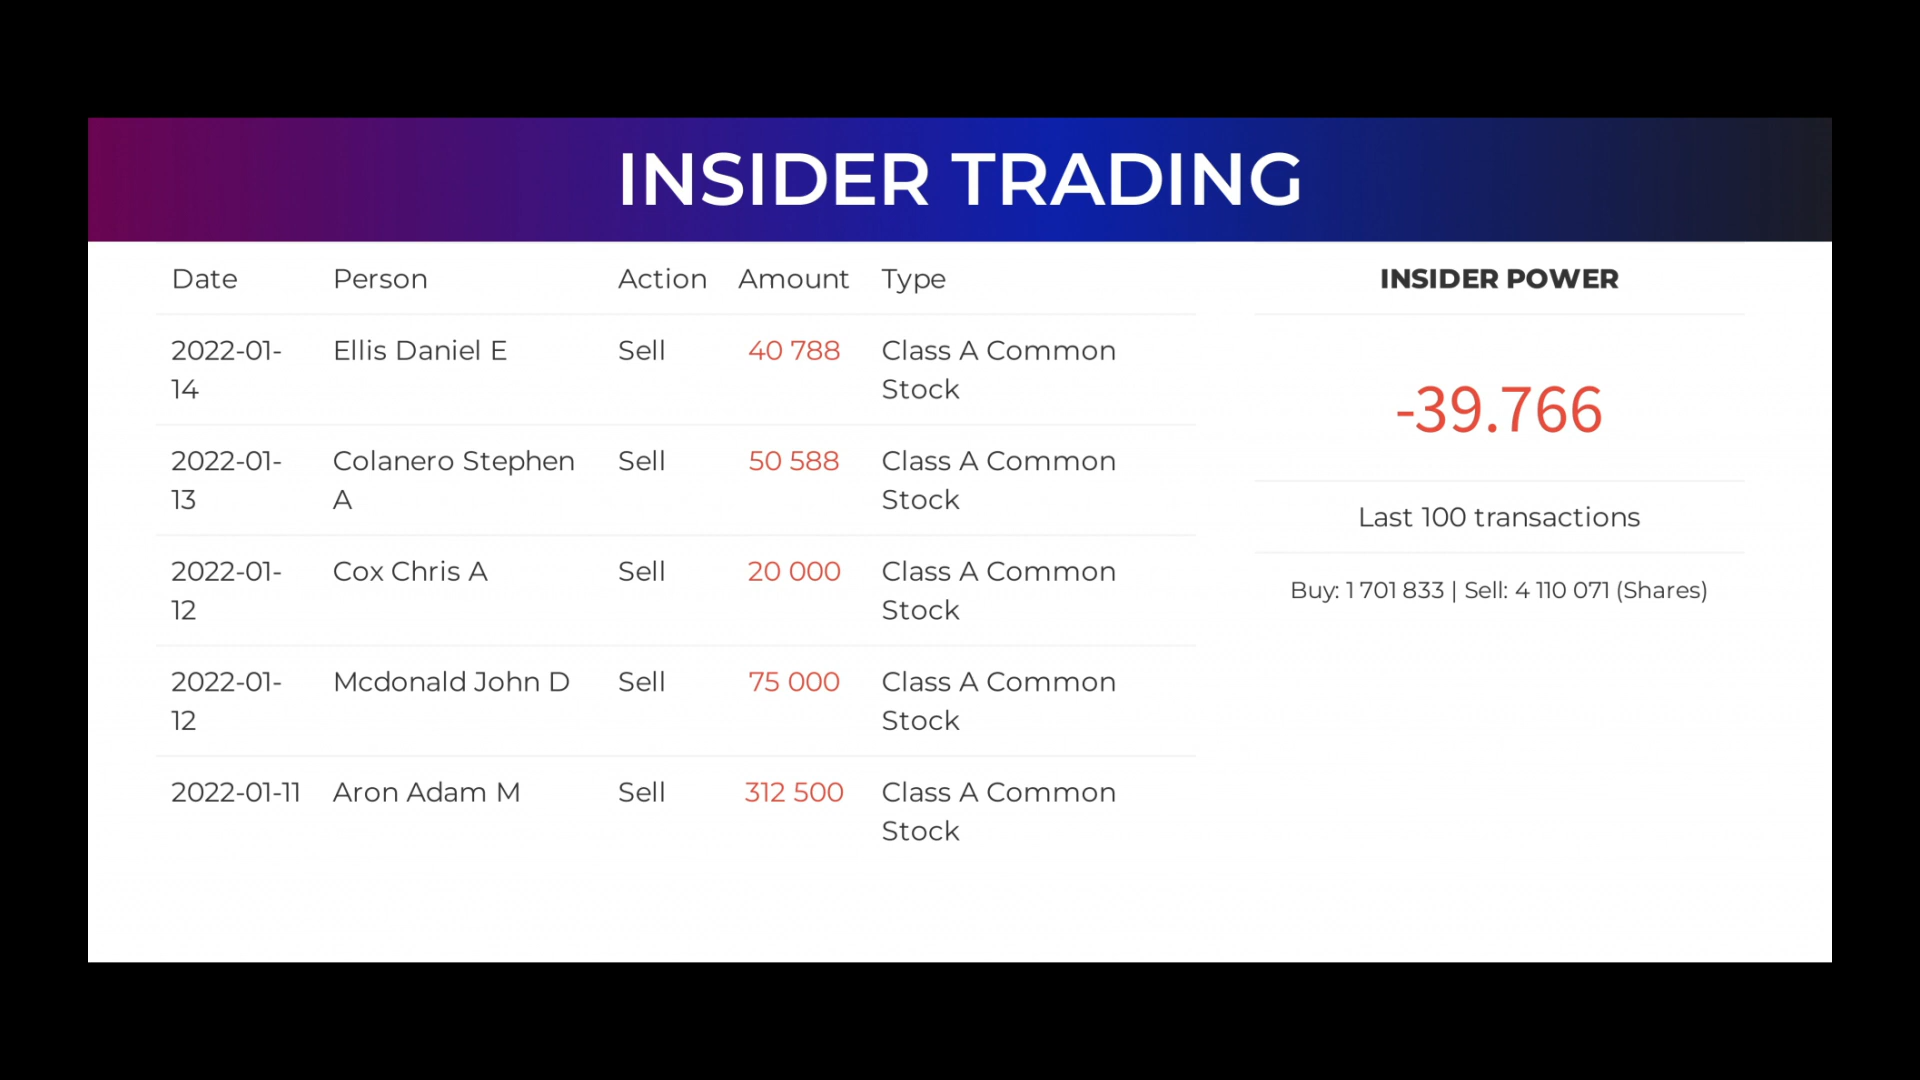 INSIDER TRADING
Date Person Action Amount Type
2022-01- Ellis Daniel E Sell 40 788 Class A Common
14 Stock
2022-01- Colanero Stephen Sell 50 588 Class A Common
13 A Stock
2022-01- Cox Chris A Sell 20 000 Class A Common
12 Stock
2022-01- Mcdonald John D Sell 75 000 Class A Common
12 Stock
2022-01-11 Aron Adam M Sell 312 500 Class A Common
Stock
INSIDER POWER
-39.766
Last 100 transactions
Buy: 1 701 833 | Sell: 4 110 071 (Shares)